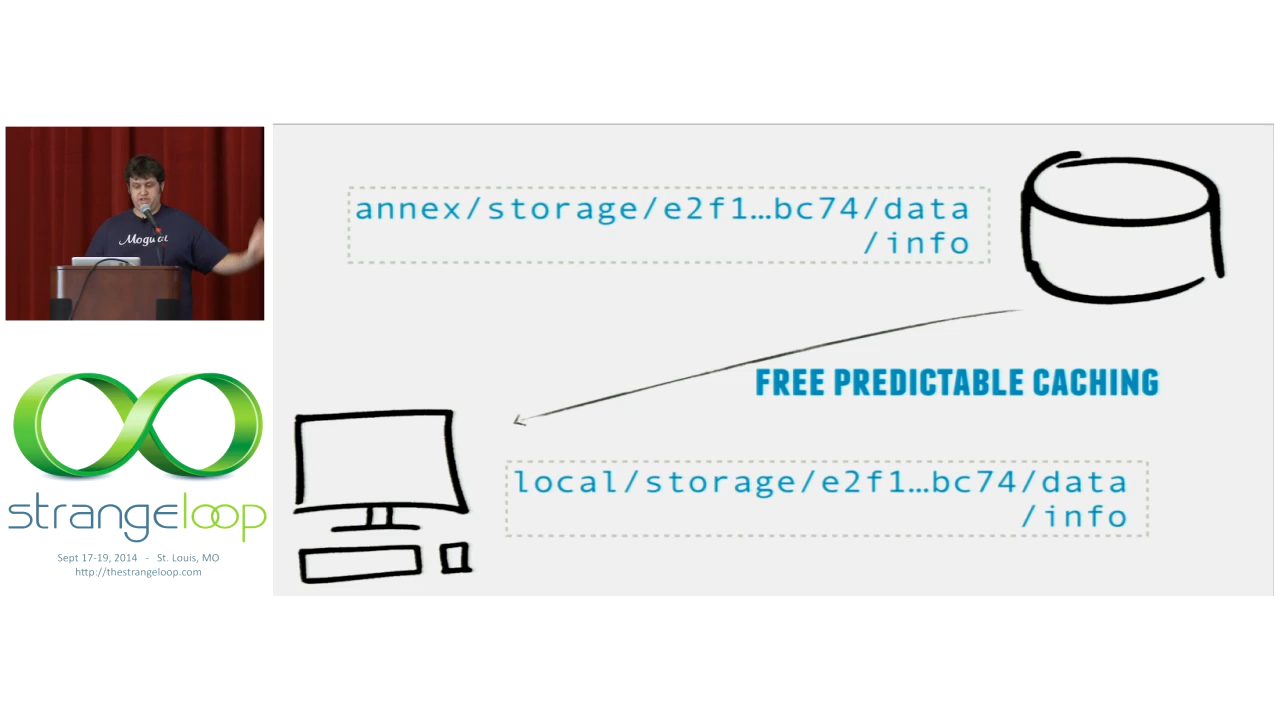 annex/storage/e2f1…bc74/data
/info
FREE PREDICTABLE CACHING
local/storage/e2f1…bc74/data
/info
strangeloop
Sept 17-19, 2014 - St. Louis, MO
http://thestrangeloop.com